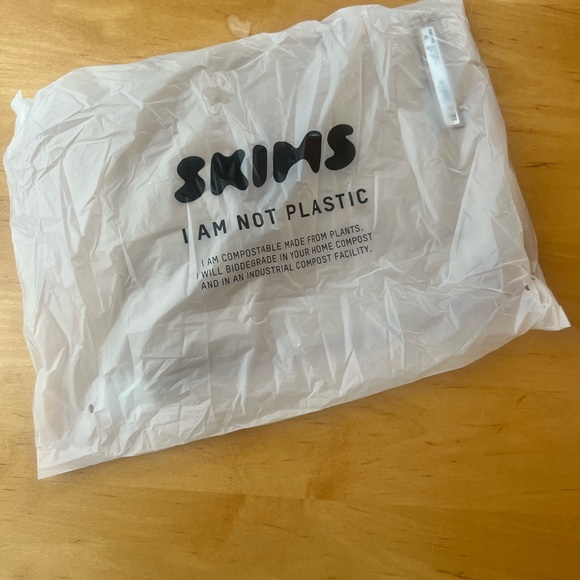 SKIMS
I AM NOT PLASTIC
I AM COMPOSTABLE MADE FROM PLANTS.
I WILL BIODEGRADE IN YOUR HOME COMPOST
AND IN AN INDUSTRIAL COMPOST FACILITY.